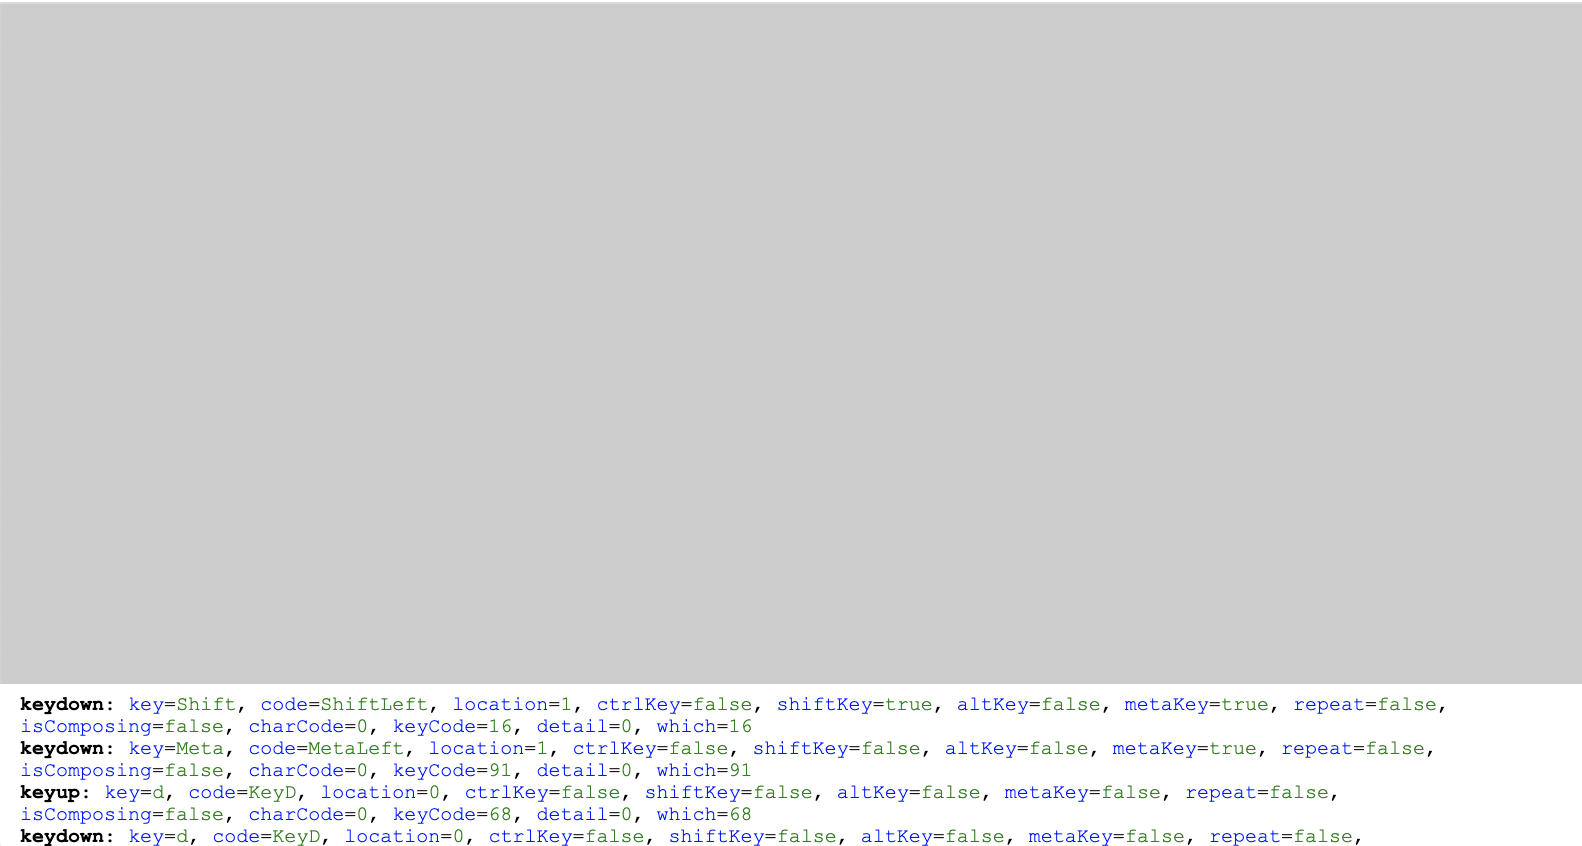 keydown: key=Shift, code=ShiftLeft, location=1, ctrlKey=false, shiftKey=true, altKey=false, metaKey=true, repeat=false,
isComposing=false, charCode=0, keyCode=16, detail=0, which=16
keydown: key=Meta, code=MetaLeft, location=1, ctrlKey=false, shiftKey=false, altKey=false, metaKey=true, repeat=false,
isComposing=false, charCode=0, keyCode=91, detail=0, which=91
keyup: key=d, code=KeyD, location=0, ctrlKey=false, shiftKey=false, altKey=false, metaKey=false, repeat=false,
isComposing=false, charCode=0, keyCode=68, detail=0, which=68
keydown: key=d, code=KeyD, location=0, ctrlKey=false, shiftKey=false, altKey=false, metaKey=false, repeat=false,